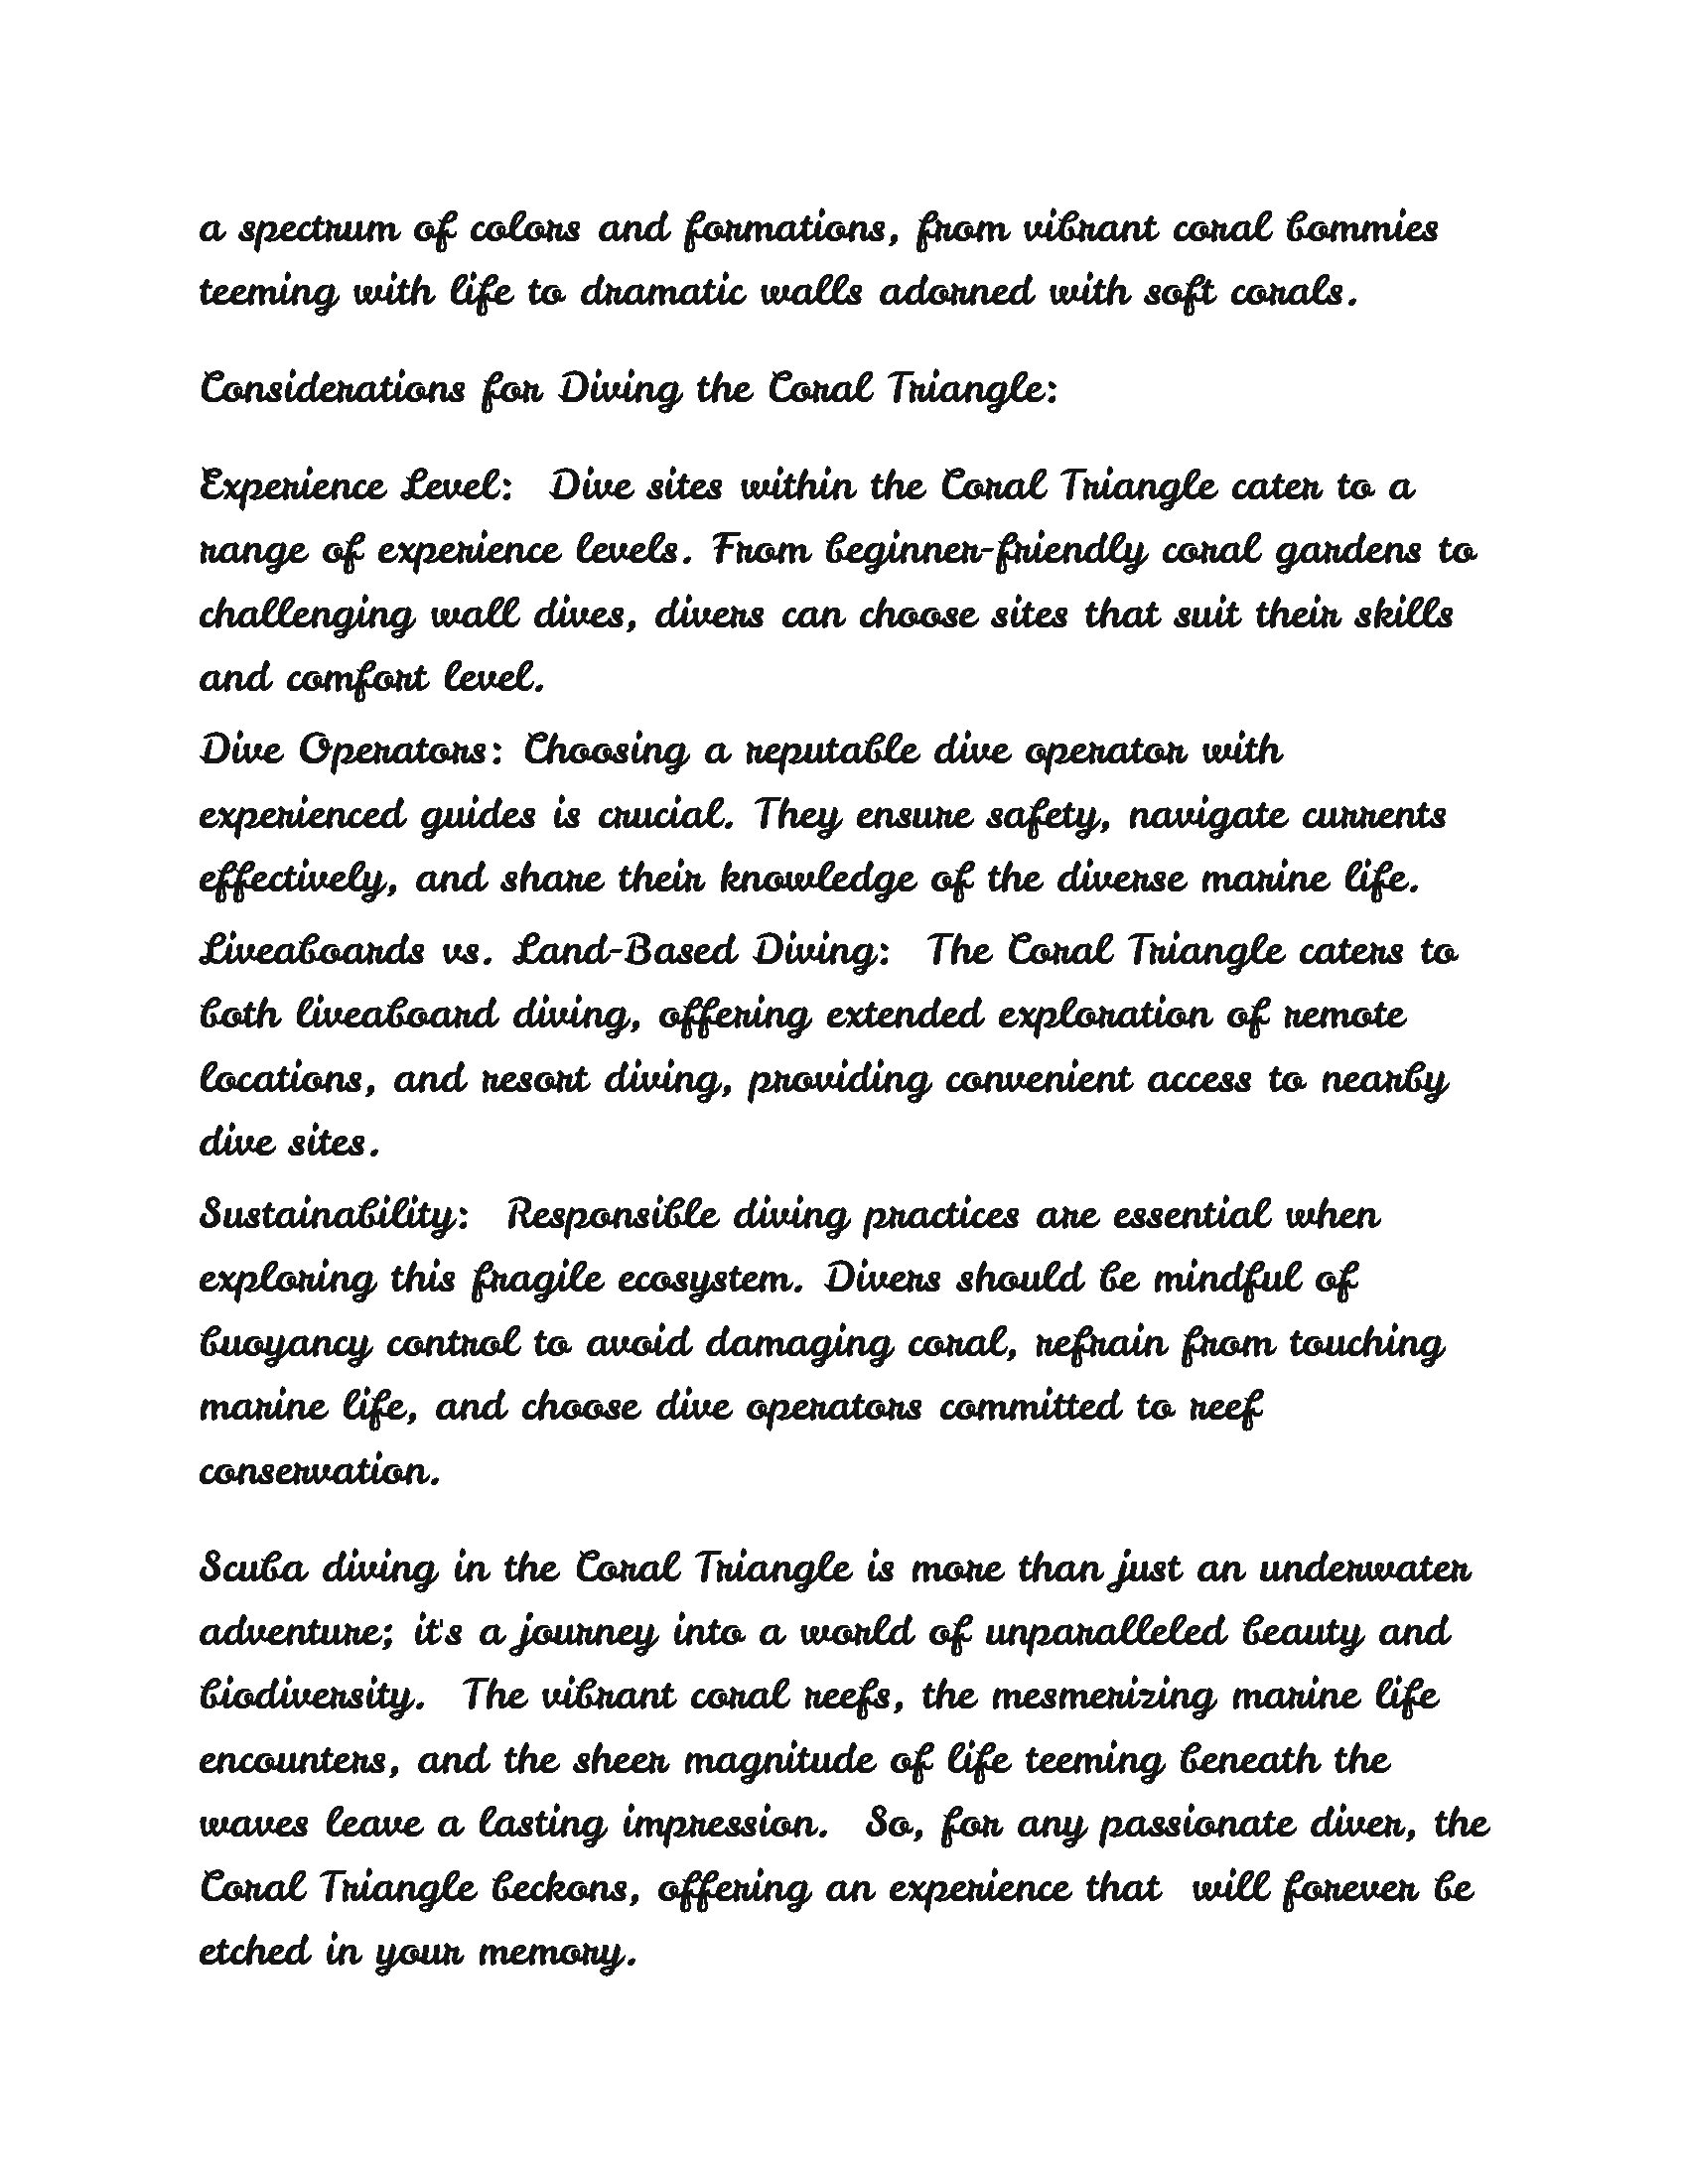 a spectrum of colors and formations, from vibrant coral bommies
teeming with life to dramatic walls adorned with soft corals.
Considerations for Diving the Coral Triangle:
Experience Level:  Dive sites within the Coral Triangle cater to a
range of experience levels. From beginner-friendly coral gardens to
challenging wall dives, divers can choose sites that suit their skills
and comfort level.
Dive Operators: Choosing a reputable dive operator with
experienced guides is crucial. They ensure safety, navigate currents
effectively, and share their knowledge of the diverse marine life.
Liveaboards vs. Land-Based Diving:  The Coral Triangle caters to
both liveaboard diving, offering extended exploration of remote
locations, and resort diving, providing convenient access to nearby
dive sites.
Sustainability:  Responsible diving practices are essential when
exploring this fragile ecosystem. Divers should be mindful of
buoyancy control to avoid damaging coral, refrain from touching
marine life, and choose dive operators committed to reef
conservation.
Scuba diving in the Coral Triangle is more than just an underwater
adventure; it's a journey into a world of unparalleled beauty and
biodiversity.  The vibrant coral reefs, the mesmerizing marine life
encounters, and the sheer magnitude of life teeming beneath the
waves leave a lasting impression.  So, for any passionate diver, the
Coral Triangle beckons, offering an experience that  will forever be
etched in your memory.